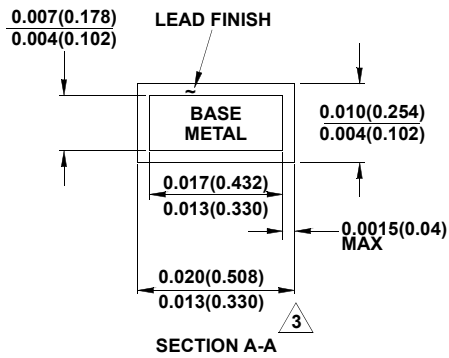 0.007(0.178)
0.004(0.102)
LEAD FINISH
~
BASE
METAL
0.010(0.254)
0.004(0.102)
0.017(0.432)
0.013(0.330)
0.0015(0.04)
MAX
0.020(0.508)
0.013(0.330)
3
SECTION A-A